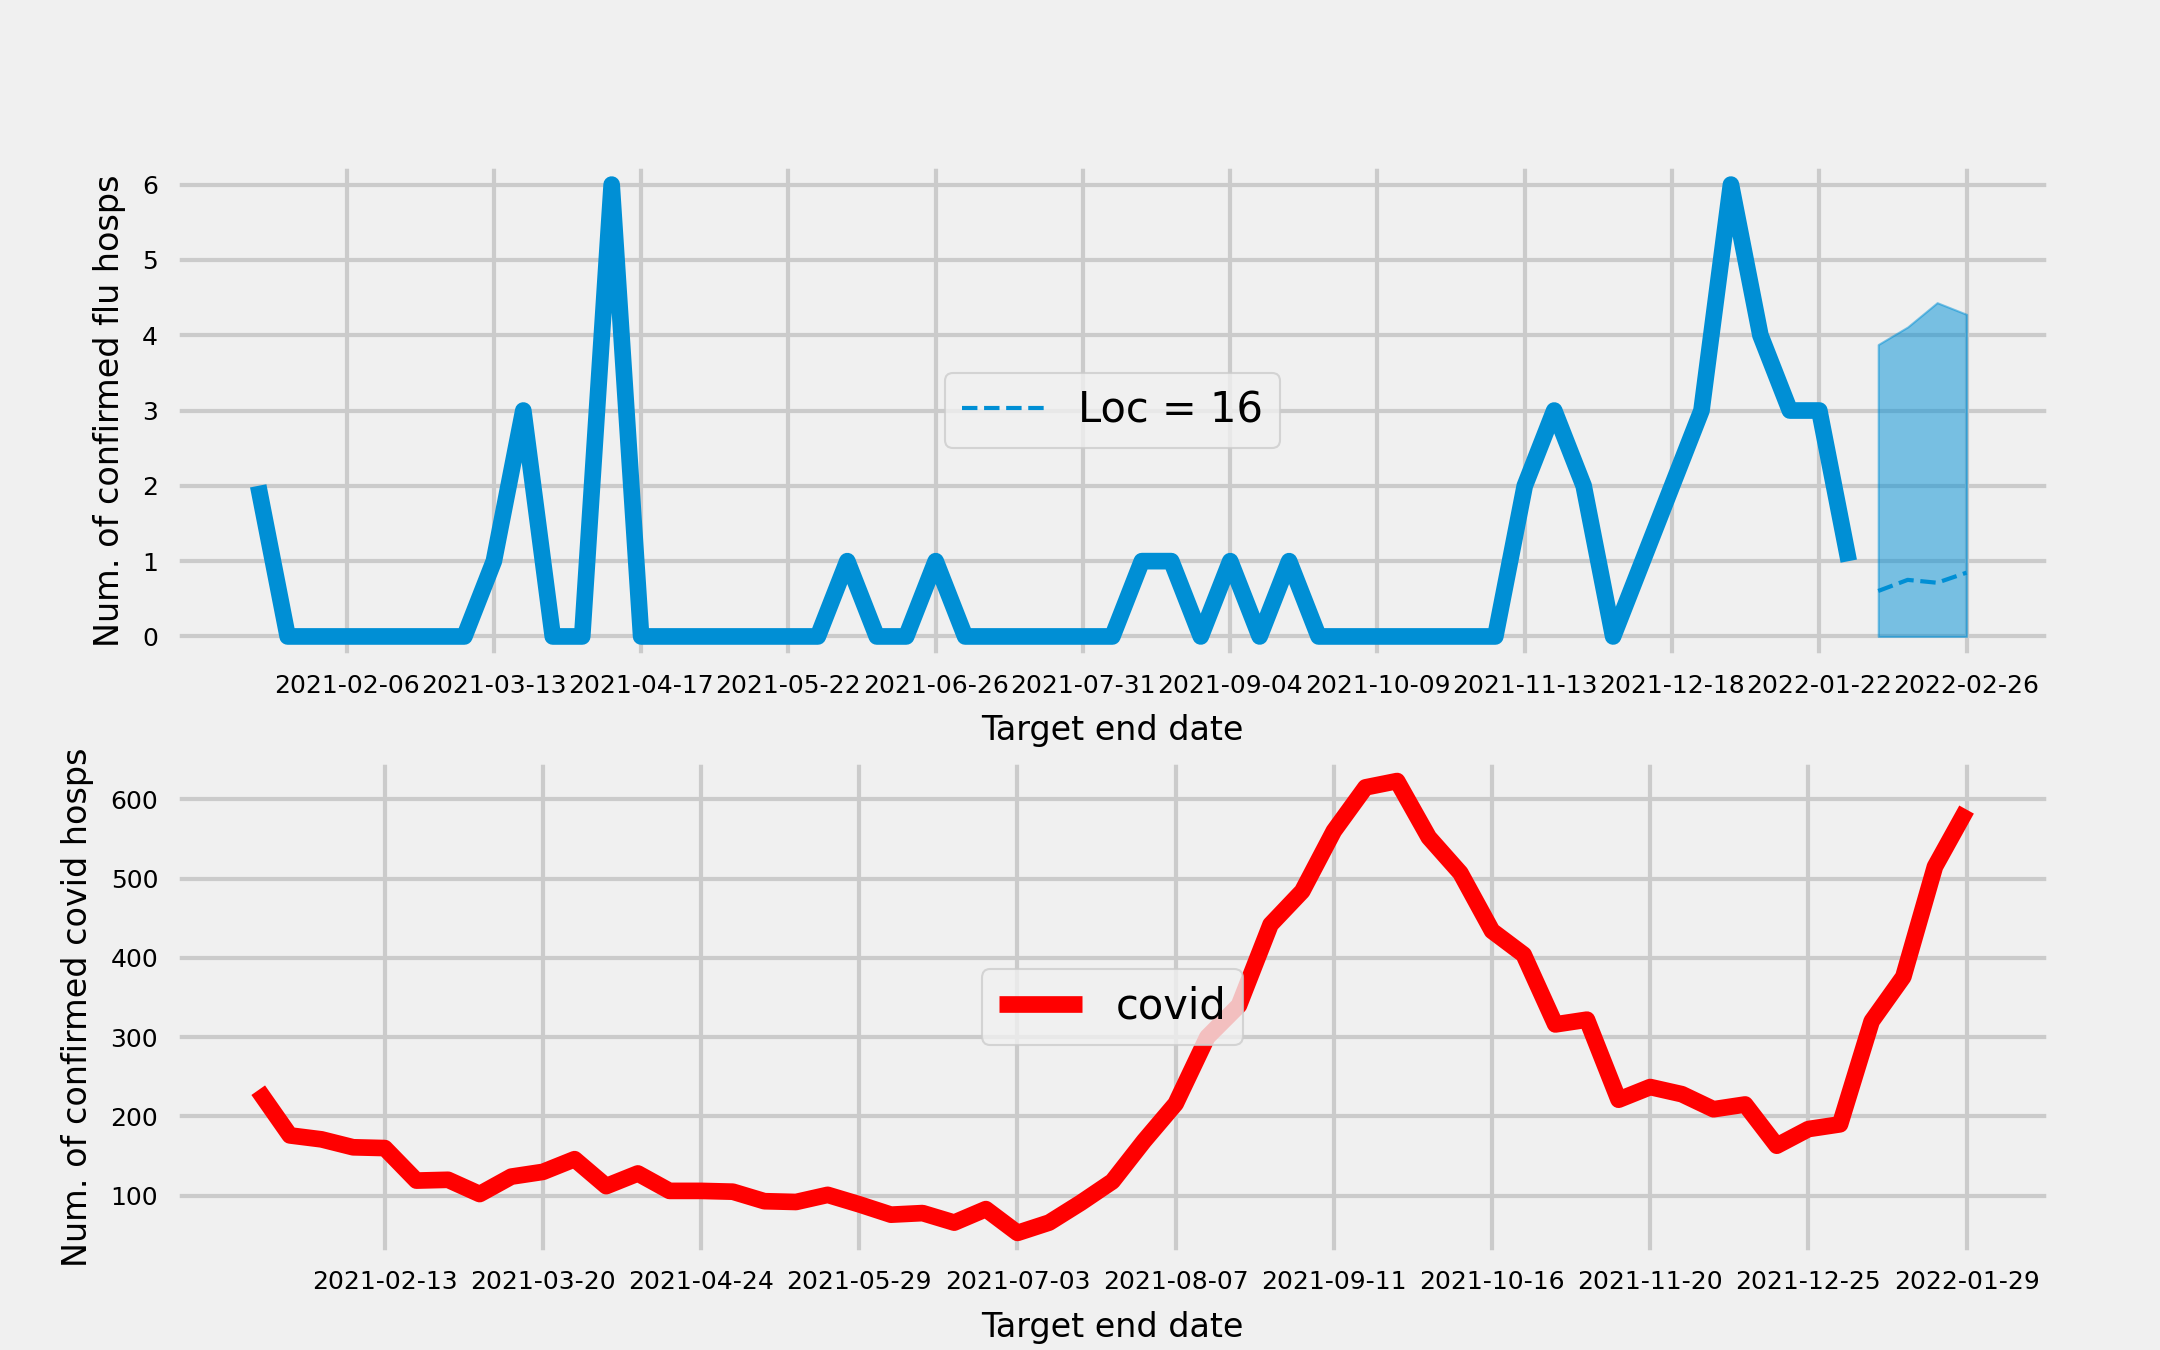 Num. of confirmed flu hosps
6
5
4
3
2
1
0
Loc = 16
2021-02-06 2021-03-13 2021-04-17 2021-05-22 2021-06-26 2021-07-31 2021-09-04 2021-10-09 2021-11-13 2021-12-18 2022-01-22 2022-02-26
Target end date
Num. of confirmed covid hosps
600
500
400
300
200
100
covid
2021-02-13 2021-03-20 2021-04-24 2021-05-29 2021-07-03 2021-08-07 2021-09-11 2021-10-16 2021-11-20 2021-12-25 2022-01-29
Target end date